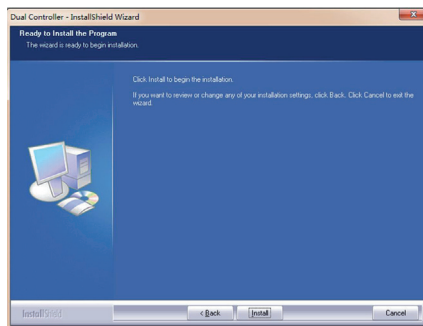 Dual Controller - InstallShield Wizard
Ready to Install the Program
The wizard is ready to begin installation.
Click Install to begin the installation.
If you want to review or change any of your installation settings, click Back. Click Cancel to exit the
wizard.
InstallShield
< Back
Install
Cancel